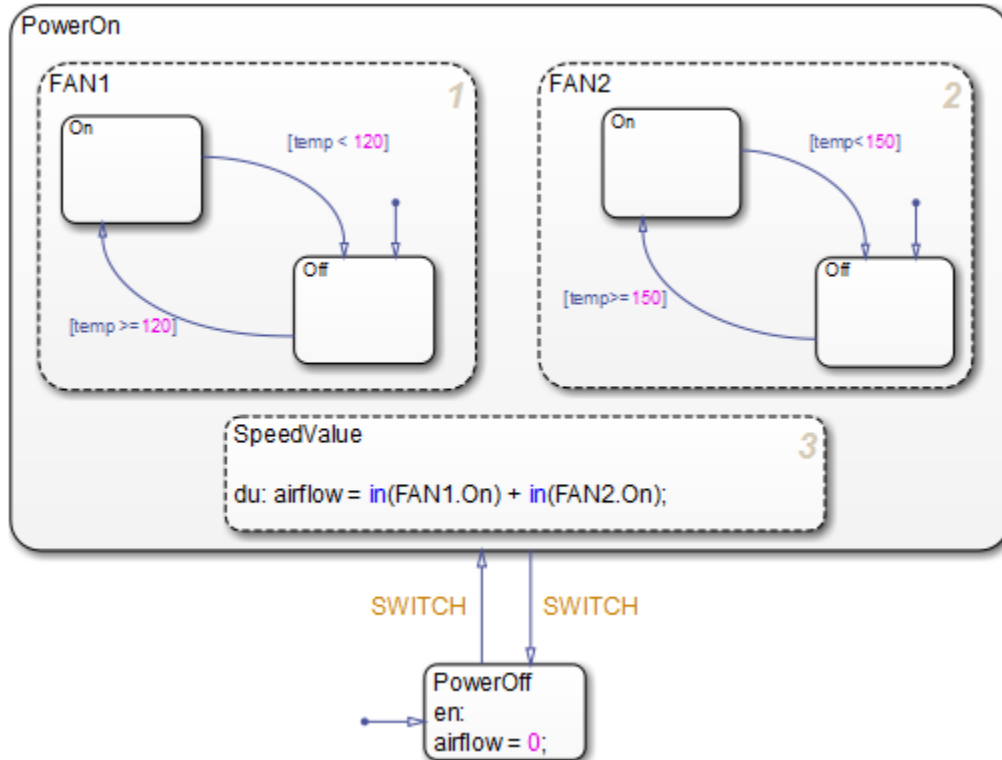 PowerOn
FAN1
1
On
[temp < 120]
Off
[temp >=120]
FAN2
2
On
[temp<150]
Off
[temp>= 150]
SpeedValue
3
du: airflow = in(FAN1.On) + in(FAN2.On);
SWITCH
SWITCH
PowerOff
en:
airflow = 0;